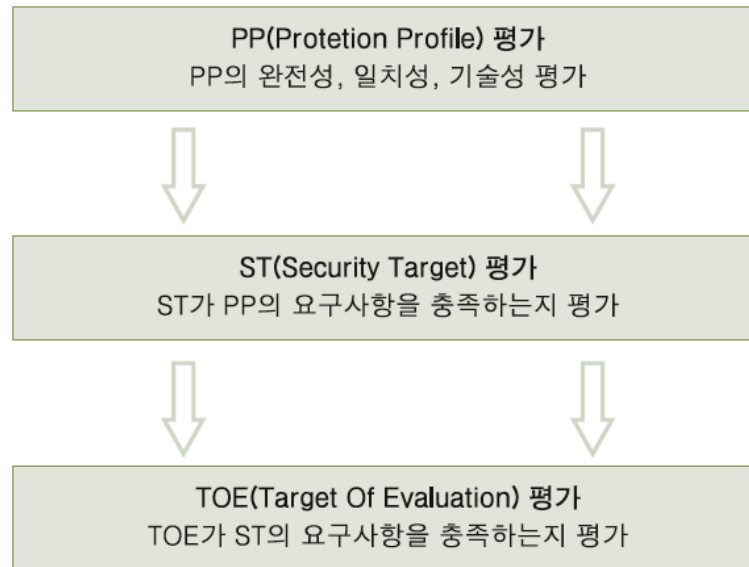 PP(Protetion Profile) 평가
PP의 완전성, 일치성, 기술성 평가
ST(Security Target) 평가
ST가 PP의 요구사항을 충족하는지 평가
TOE(Target Of Evaluation) 평가
TOE가 ST의 요구사항을 충족하는지 평가